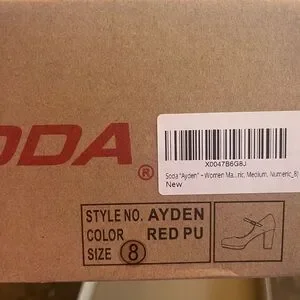 ODA®
X0047B6G8J
Soda "Ayden" - Women Ma...ric, Medium, Numeric_8)
New
STYLE NO. AYDEN
COLOR RED PU
SIZE 8